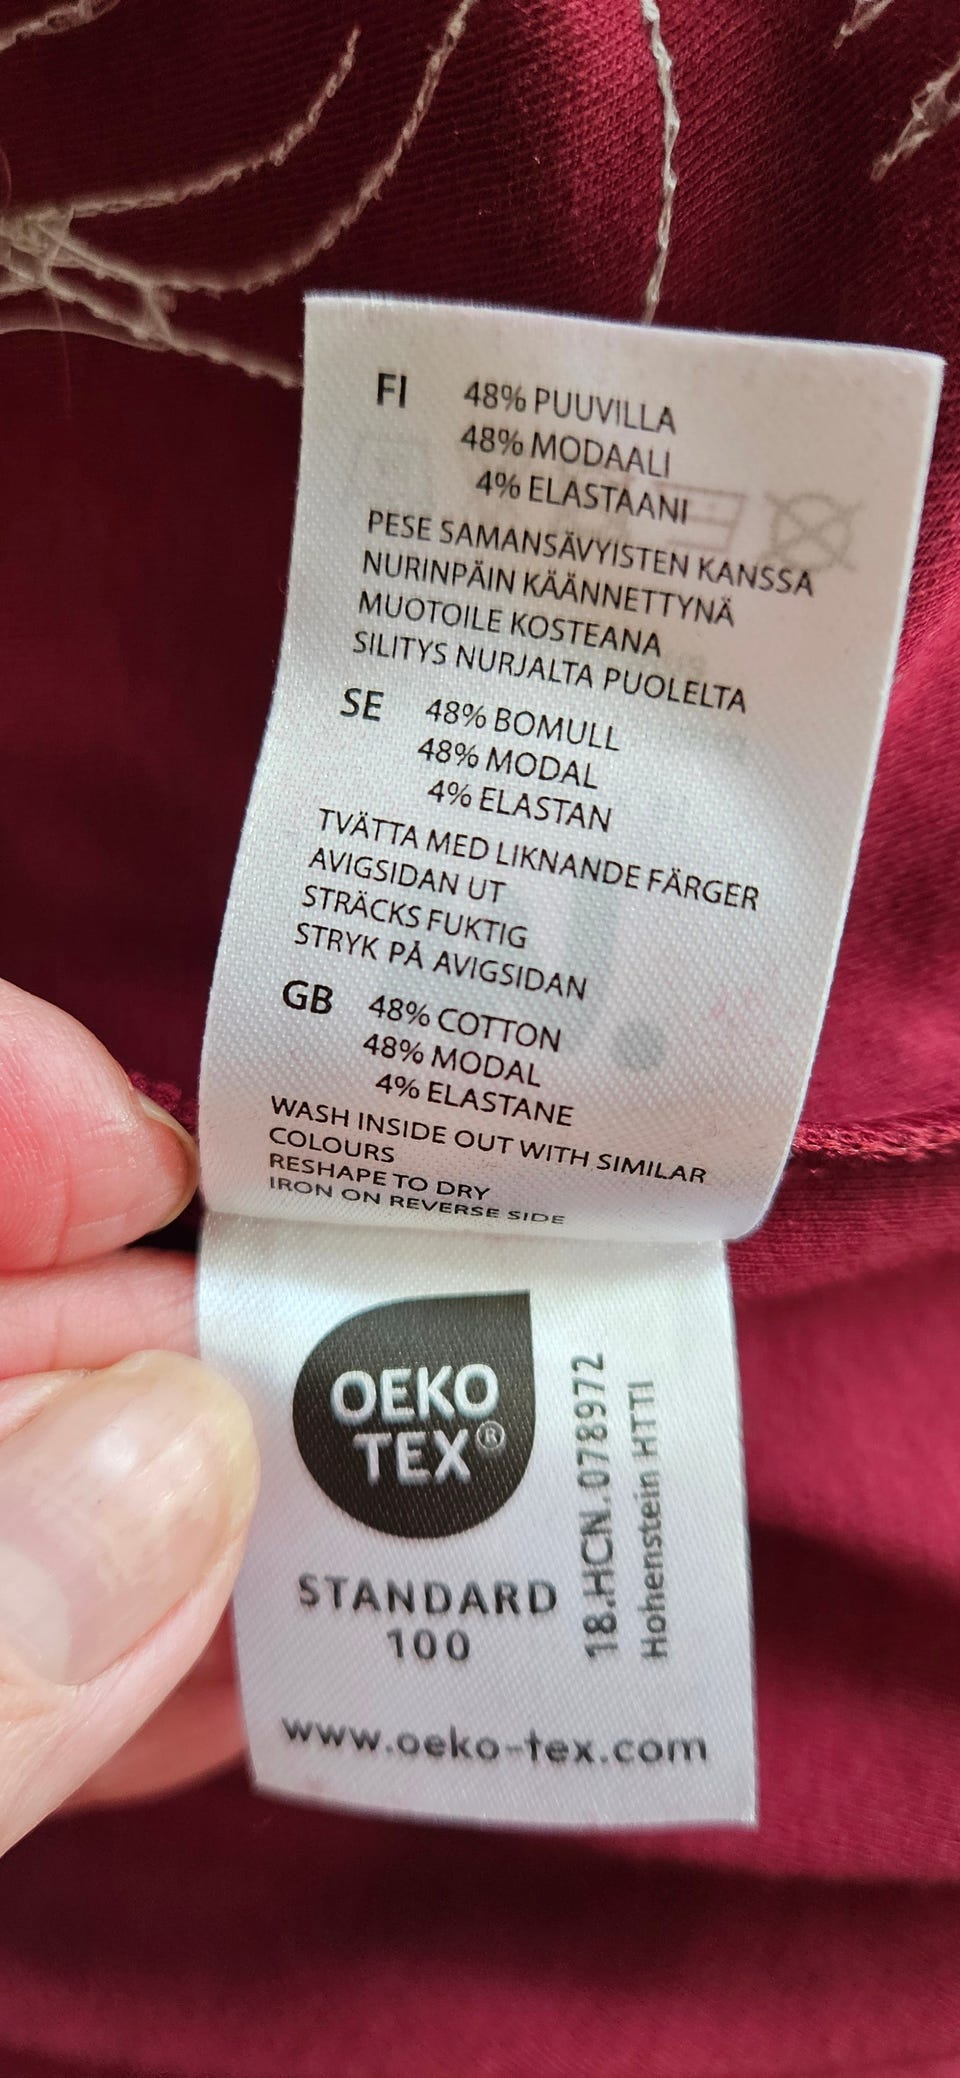 FI 48% PUUVILLA
48% MODAALI
4% ELASTAANI
PESE SAMANSÄVYISTEN KANSSA
NURINPÄIN KÄÄNNETTYNÄ
MUOTOILE KOSTEANA
SILITYS NURJALTA PUOLELTA
SE 48% BOMULL
48% MODAL
4% ELASTAN
TVÄTTA MED LIKNANDE FÄRGER
AVIGSIDAN UT
STRÄCKS FUKTIG
STRYK PÅ AVIGSIDAN
GB 48% COTTON
48% MODAL
4% ELASTANE
WASH INSIDE OUT WITH SIMILAR
COLOURS
RESHAPE TO DRY
IRON ON REVERSE SIDE
OEKO
TEX®
STANDARD
100
18.HCN.078972
Hohenstein HTTI
www.oeko-tex.com